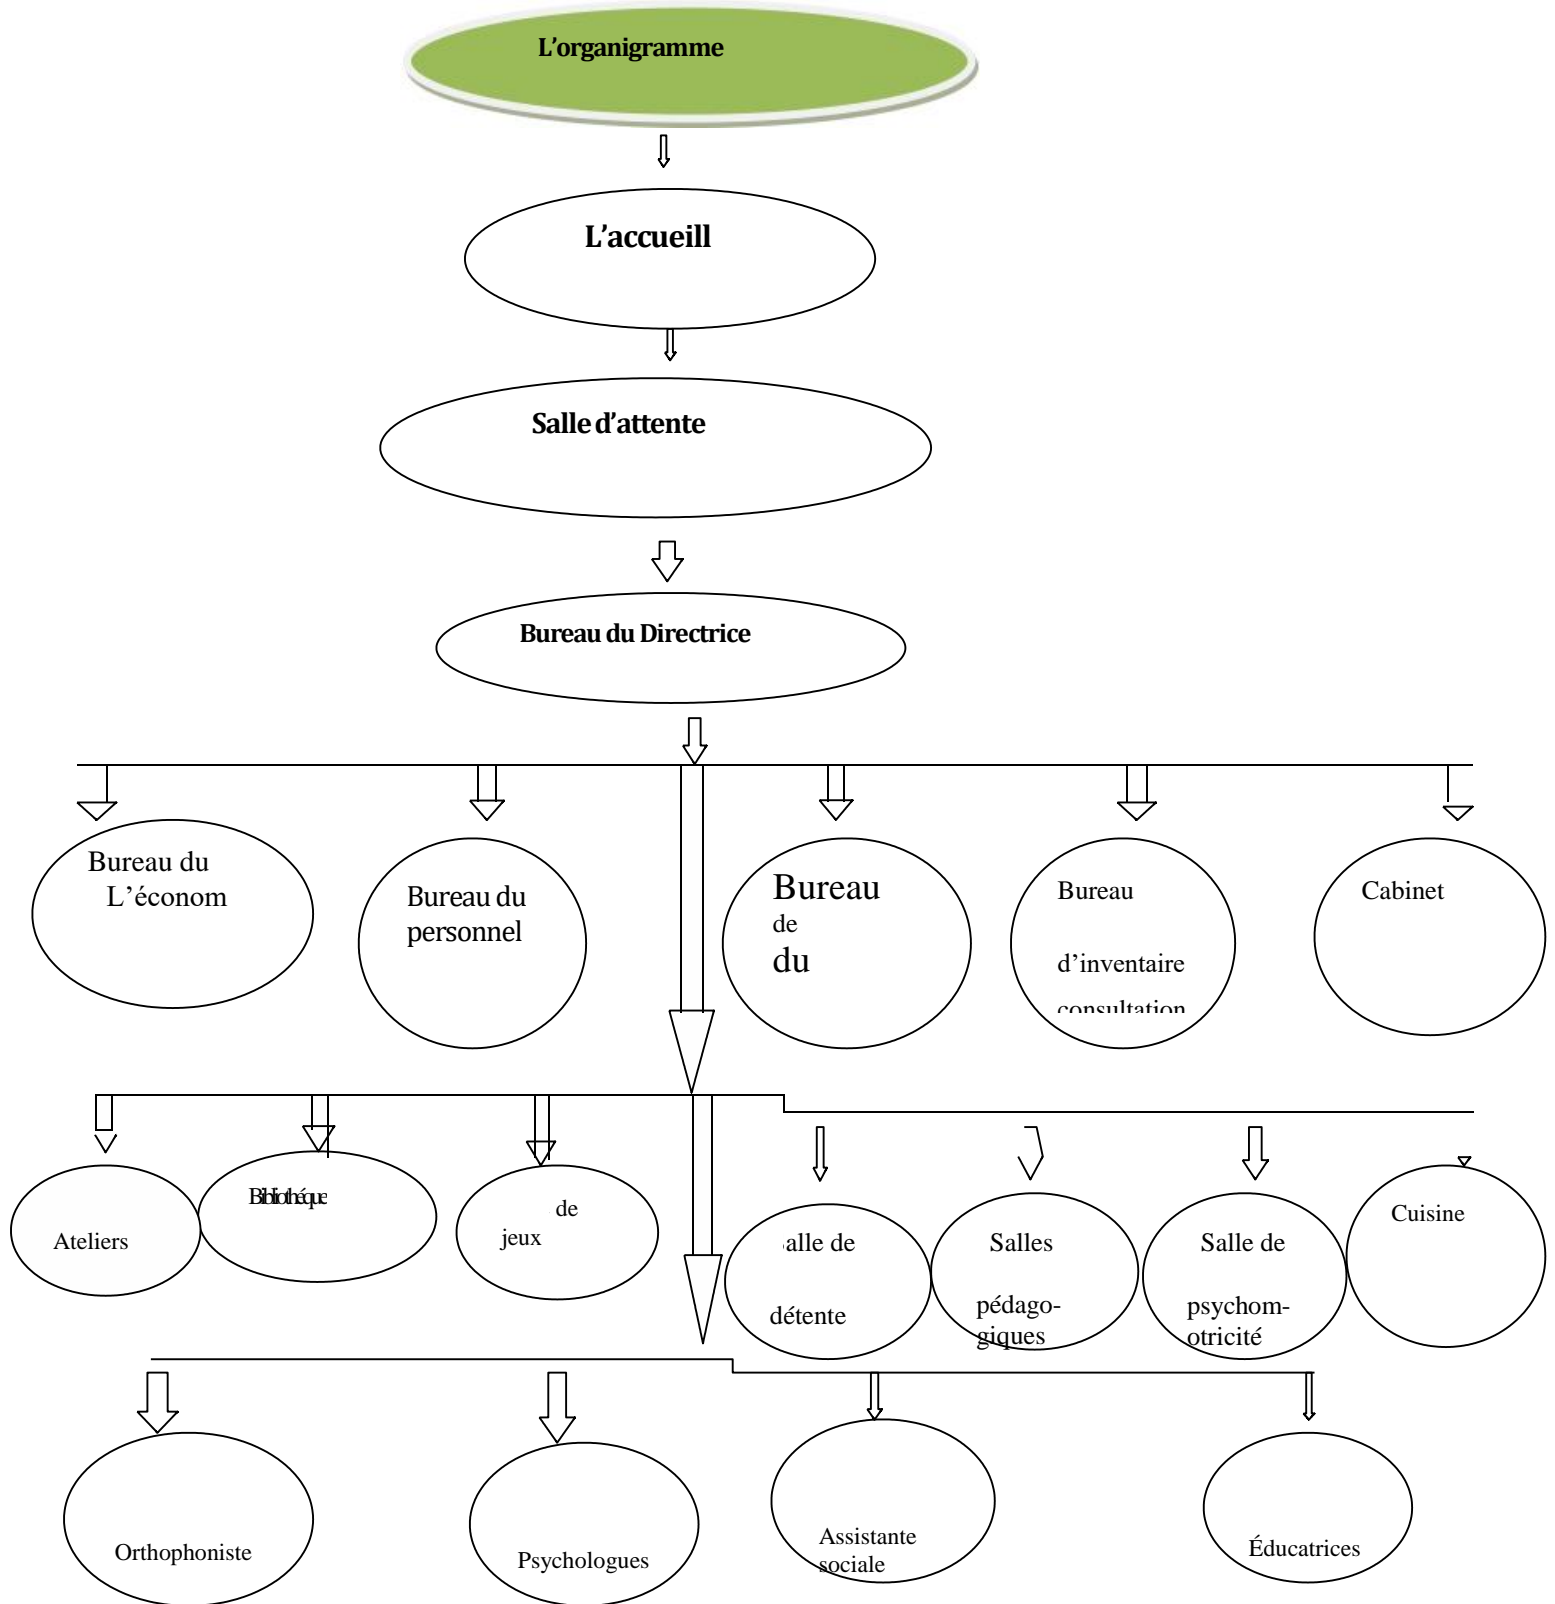 L’organigramme
L’accueill
Salle d’attente
Bureau du Directrice
Bureau du
L’économ
Bureau du
personnel
Bureau
de
du
Bureau
d’inventaire
consultation
Cabinet
Ateliers
de
jeux
alle de
détente
Salles
pédago-
giques
Salle de
psychom-
otricité
Cuisine
Orthophoniste
Psychologues
Assistante
sociale
Éducatrices